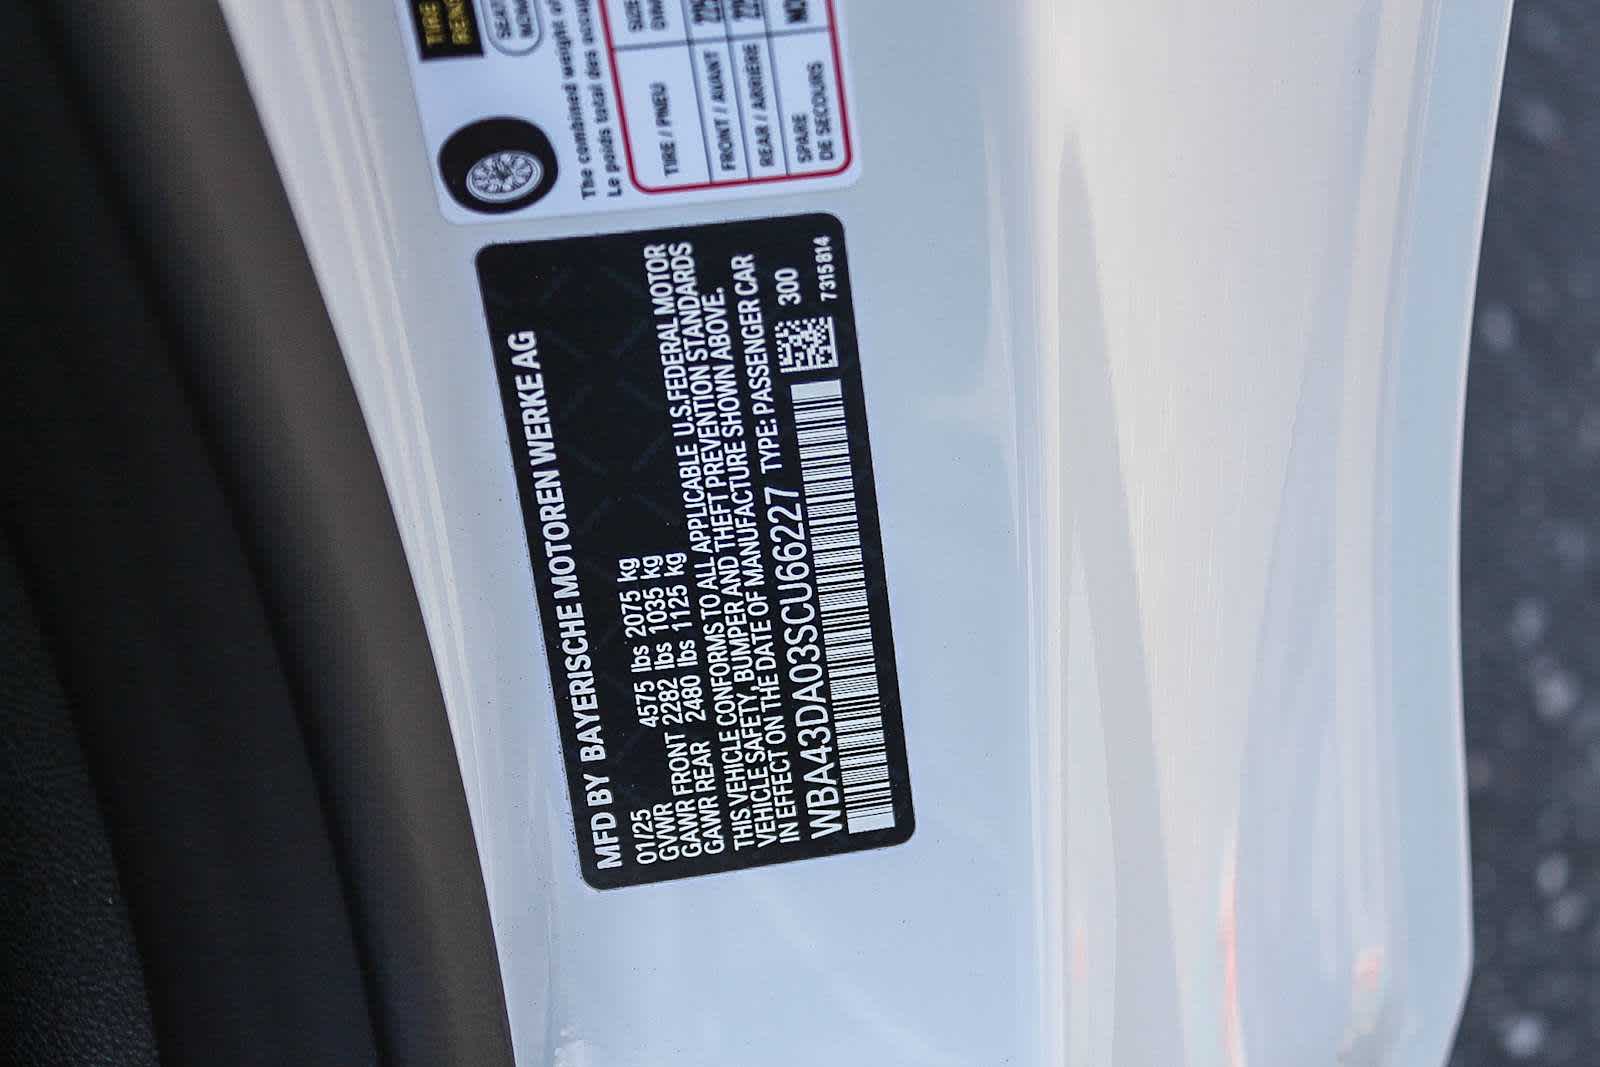 MFD BY BAYERISCHE MOTOREN WERKE AG
01/25
GVWR 4575 lbs 2075 kg
GAWR FRONT 2282 lbs 1035 kg
GAWR REAR 2480 lbs 1125 kg
THIS VEHICLE CONFORMS TO ALL APPLICABLE U.S.FEDERAL MOTOR
VEHICLE SAFETY, BUMPER AND THEFT PREVENTION STANDARDS
IN EFFECT ON THE DATE OF MANUFACTURE SHOWN ABOVE.
WBA43DA03SCU66227 TYPE: PASSENGER CAR
300
7315814
TIRE
SEAT
The combined weight of
Le poids total des
TIRE / PNEU SIZE
FRONT / AVANT
REAR / ARRIÈRE
SPARE
DE SECOURS